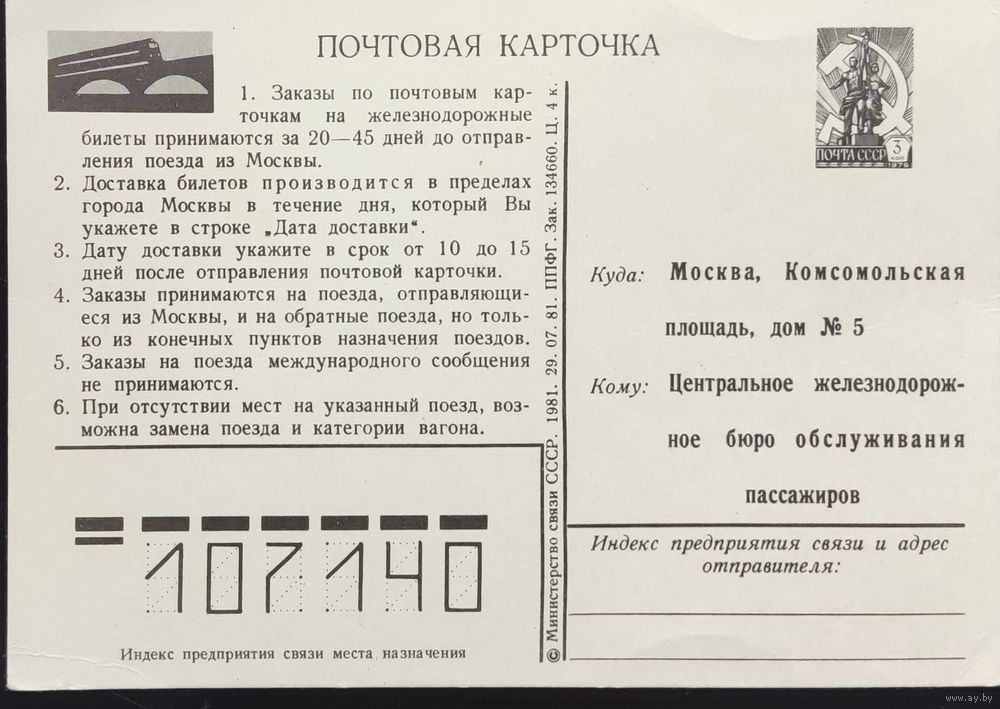 ПОЧТОВАЯ КАРТОЧКА
1. Заказы по почтовым кар-
точкам на железнодорожные
билеты принимаются за 20—45 дней до отправ-
ления поезда из Москвы.
2. Доставка билетов производится в пределах
города Москвы в течение дня, который Вы
укажете в строке „Дата доставки“.
3. Дату доставки укажите в срок от 10 до 15
дней после отправления почтовой карточки.
4. Заказы принимаются на поезда, отправляющи-
еся из Москвы, и на обратные поезда, но толь-
ко из конечных пунктов назначения поездов.
5. Заказы на поезда международного сообщения
не принимаются.
6. При отсутствии мест на указанный поезд, воз-
можна замена поезда и категории вагона.
107140
Индекс предприятия связи места назначения
© Министерство связи СССР. 1981. 29. 07. 81. ППФГ. Зак. 134660. Ц. 4 к.
ПОЧТА СССР 3 КОП
1976
Куда: Москва, Комсомольская
площадь, дом № 5
Кому: Центральное железнодорож-
ное бюро обслуживания
пассажиров
Индекс предприятия связи и адрес
отправителя:
www.ay.by